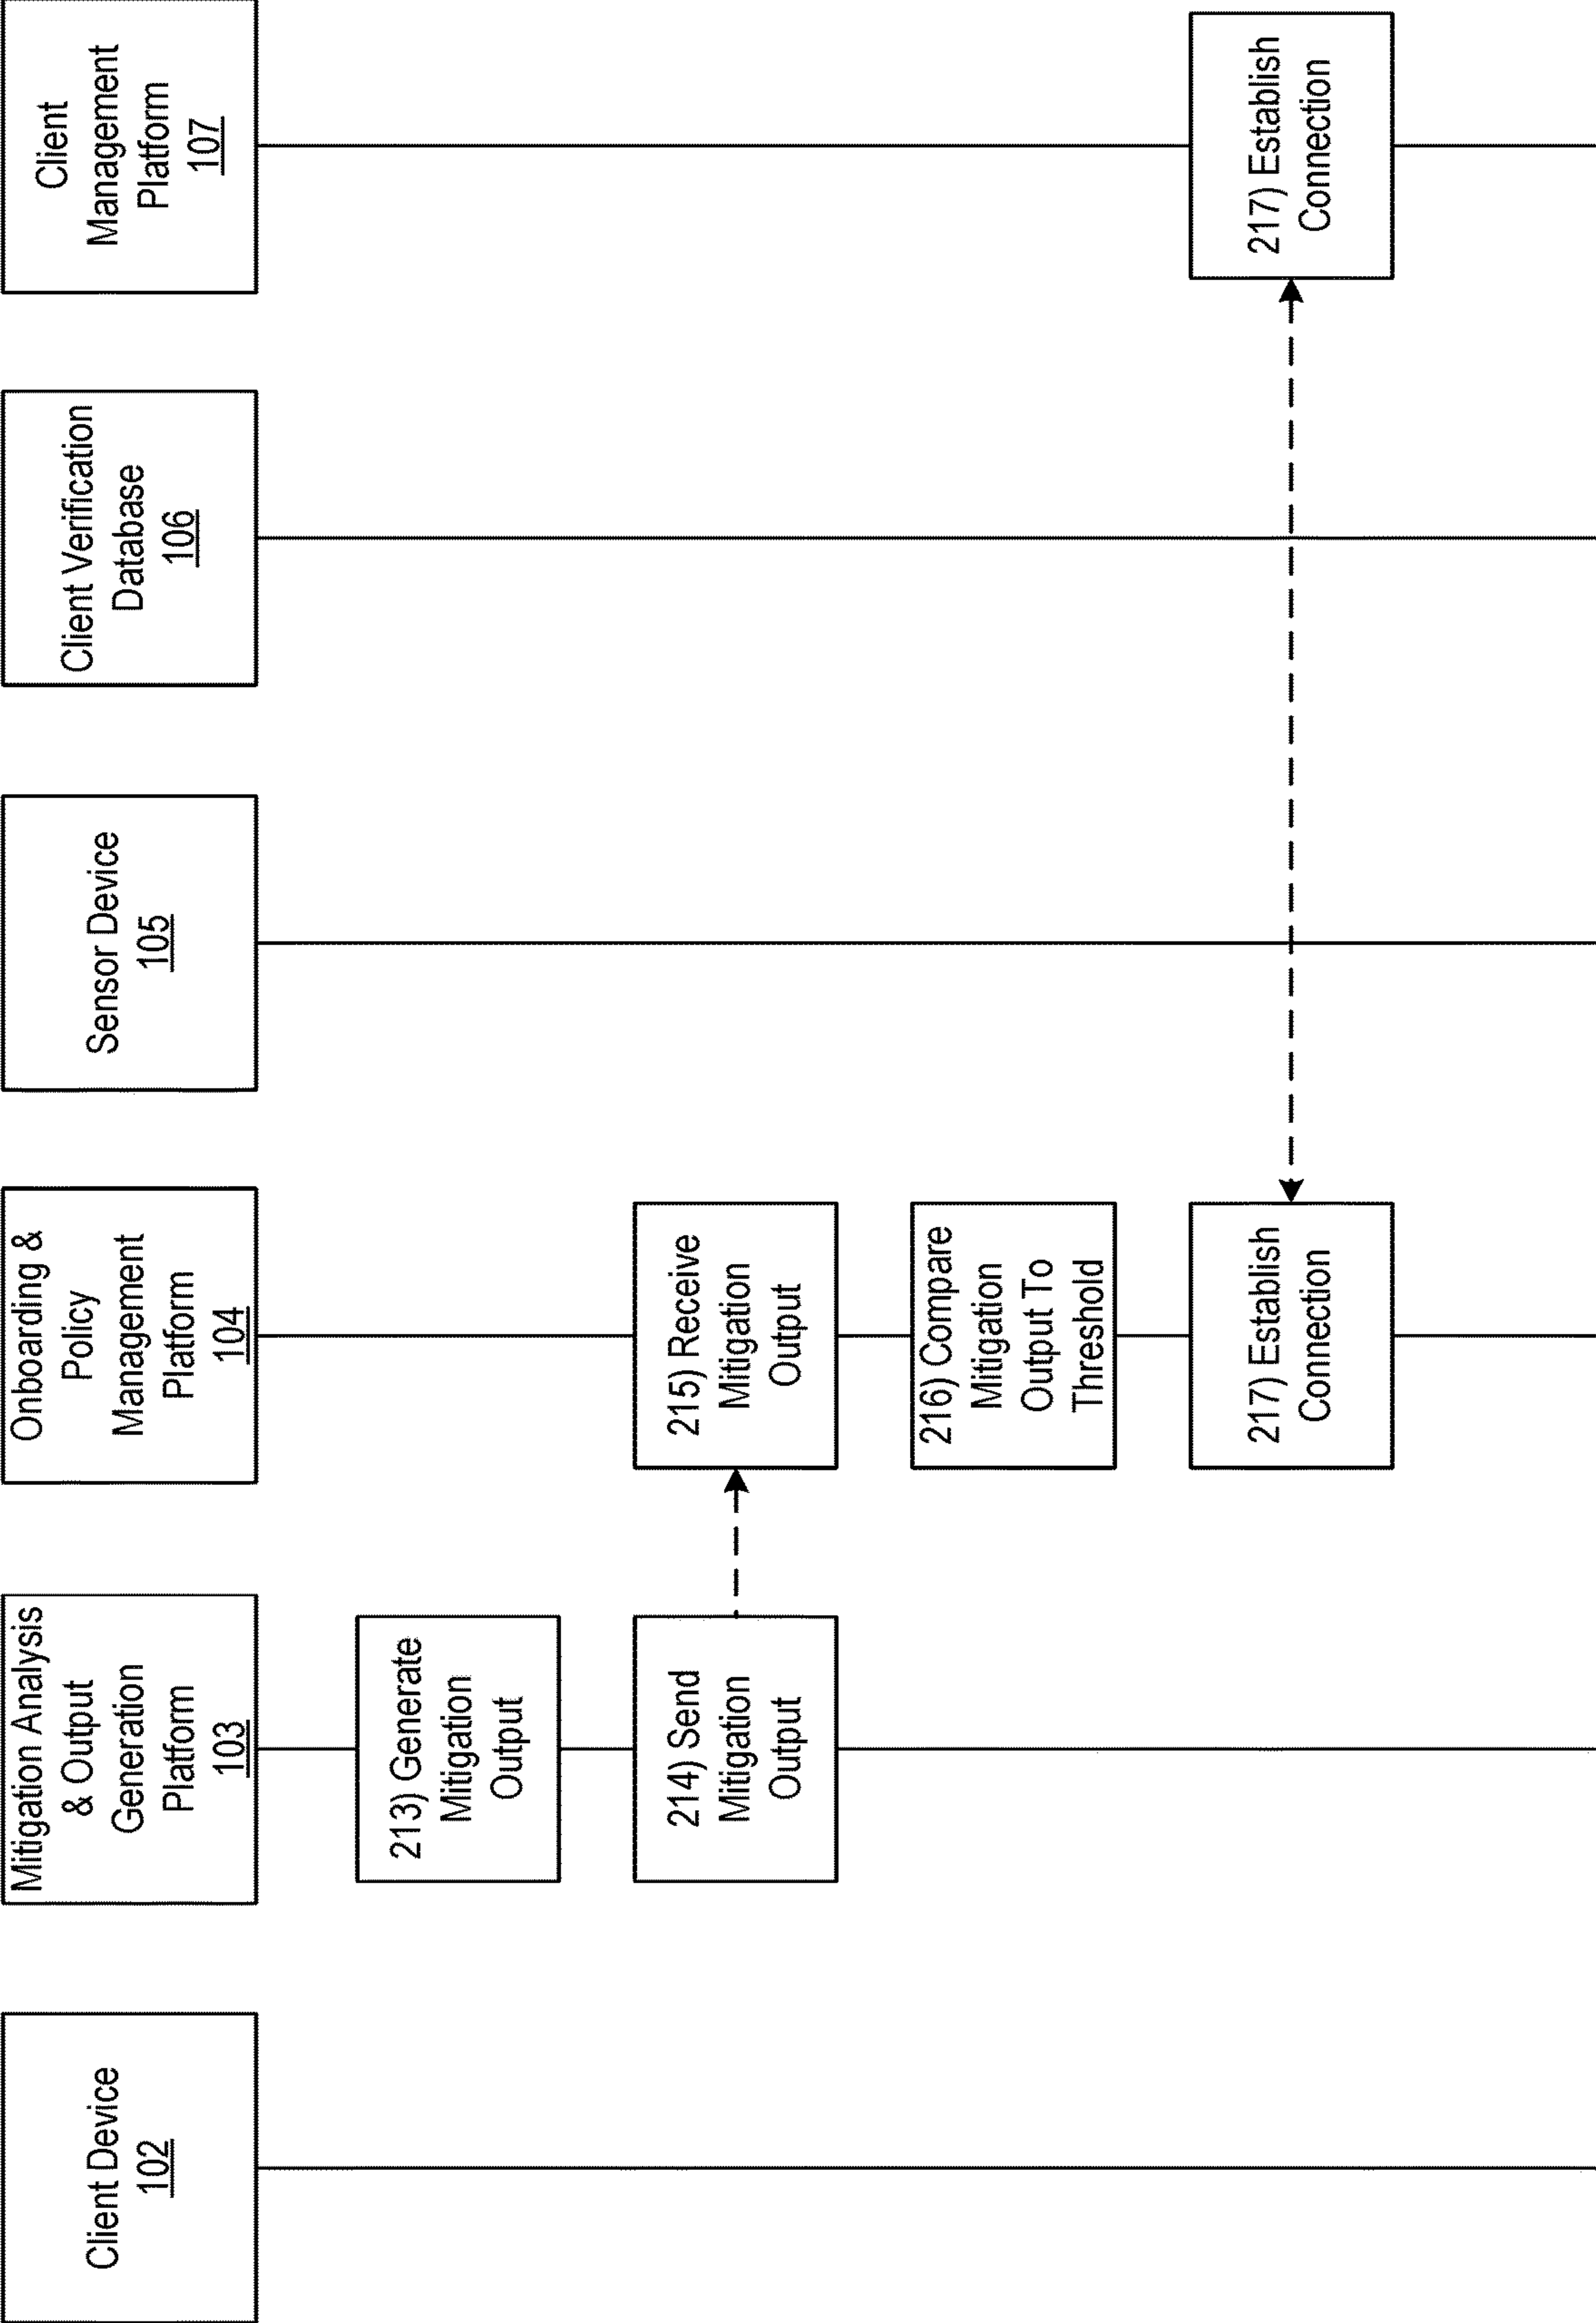 Client Device
102
Mitigation Analysis
& Output
Generation
Platform
103
Onboarding &
Policy
Management
Platform
104
Sensor Device
105
Client Verification
Database
106
Client
Management
Platform
107
213) Generate
Mitigation
Output
214) Send
Mitigation
Output
215) Receive
Mitigation
Output
216) Compare
Mitigation
Output To
Threshold
217) Establish
Connection
217) Establish
Connection